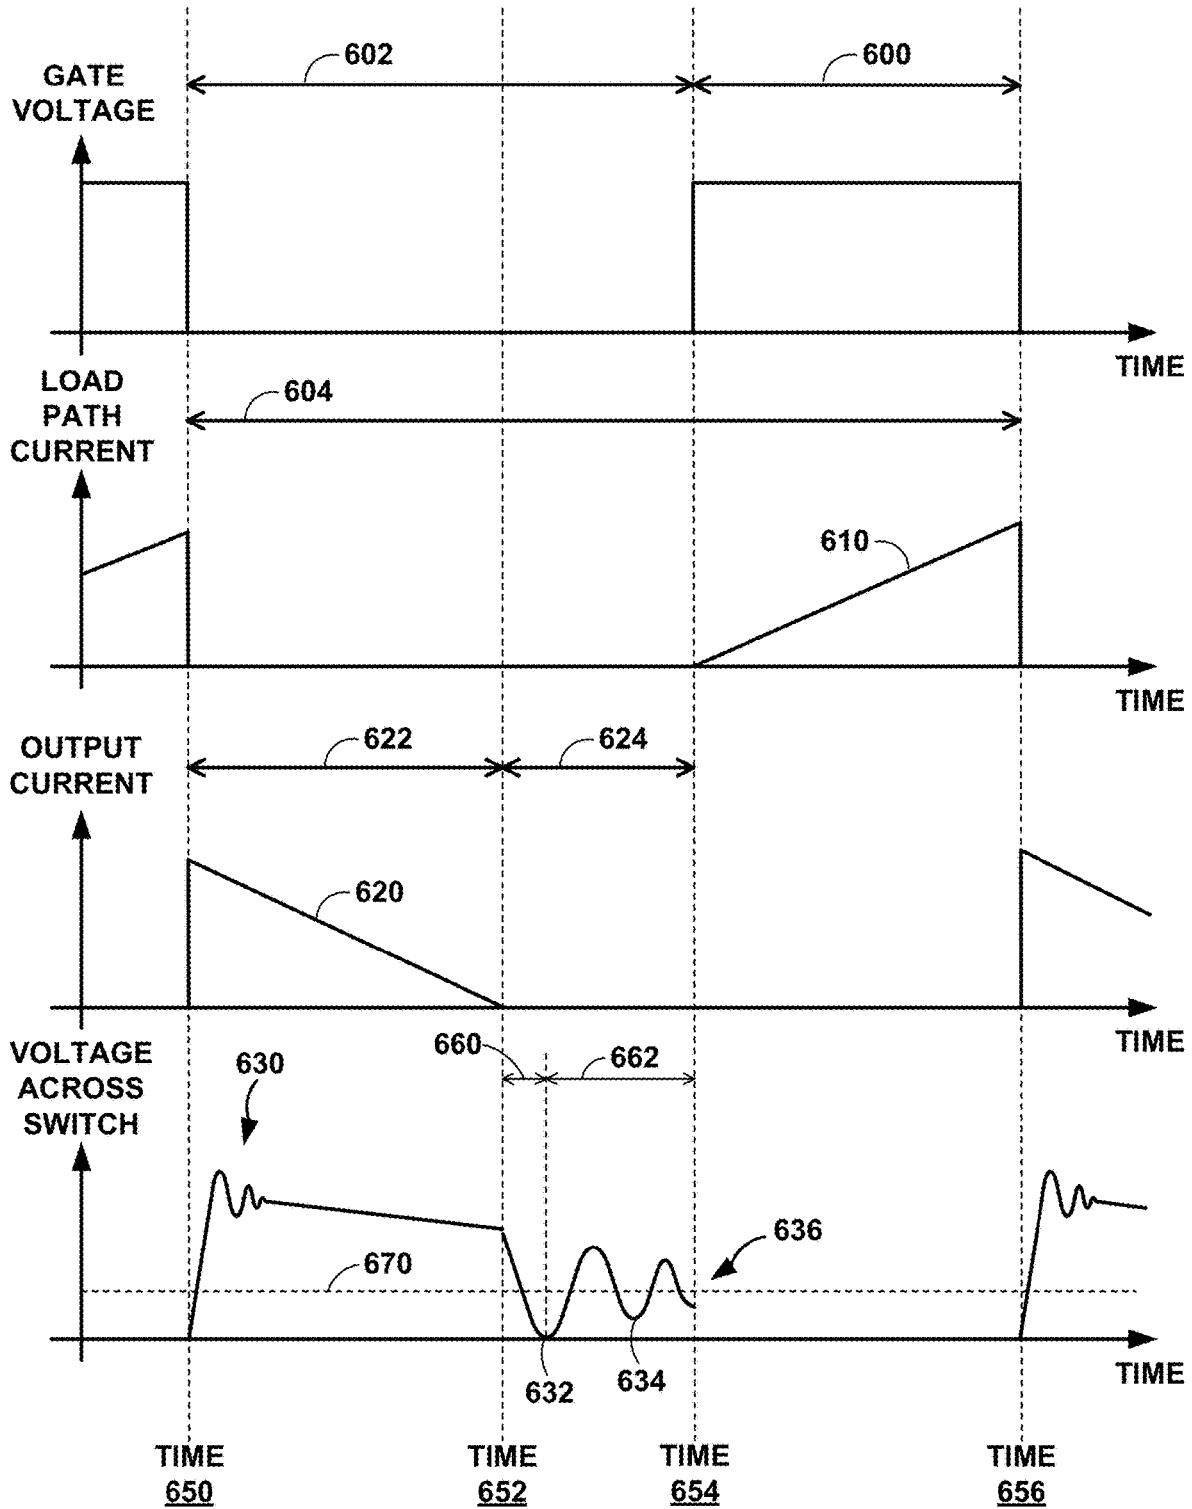 602
600
GATE
VOLTAGE
TIME
LOAD
PATH
CURRENT
604
610
TIME
OUTPUT
CURRENT
622
624
620
TIME
VOLTAGE
ACROSS
SWITCH
630
660
662
636
670
632
634
TIME
TIME
650
TIME
652
TIME
654
TIME
656